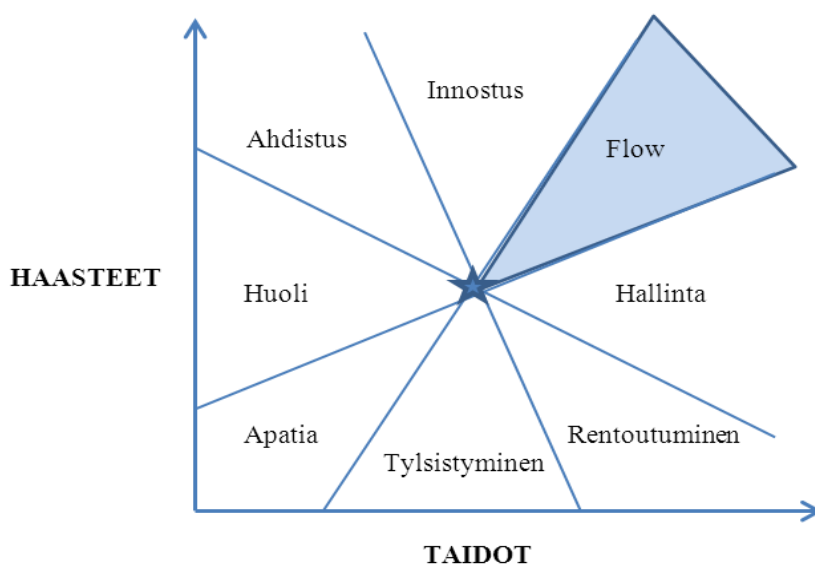 Innostus
Ahdistus
Flow
HAASTEET
Huoli
Hallinta
Apatia
Tylsistyminen
Rentoutuminen
TAIDOT